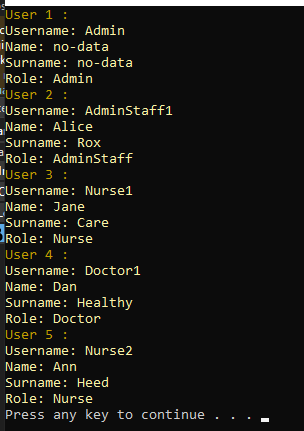 User 1 :
Username: Admin
Name: no-data
Surname: no-data
Role: Admin
User 2 :
Username: AdminStaff1
Name: Alice
Surname: Rox
Role: AdminStaff
User 3 :
Username: Nurse1
Name: Jane
Surname: Care
Role: Nurse
User 4 :
Username: Doctor1
Name: Dan
Surname: Healthy
Role: Doctor
User 5 :
Username: Nurse2
Name: Ann
Surname: Heed
Role: Nurse
Press any key to continue . . .